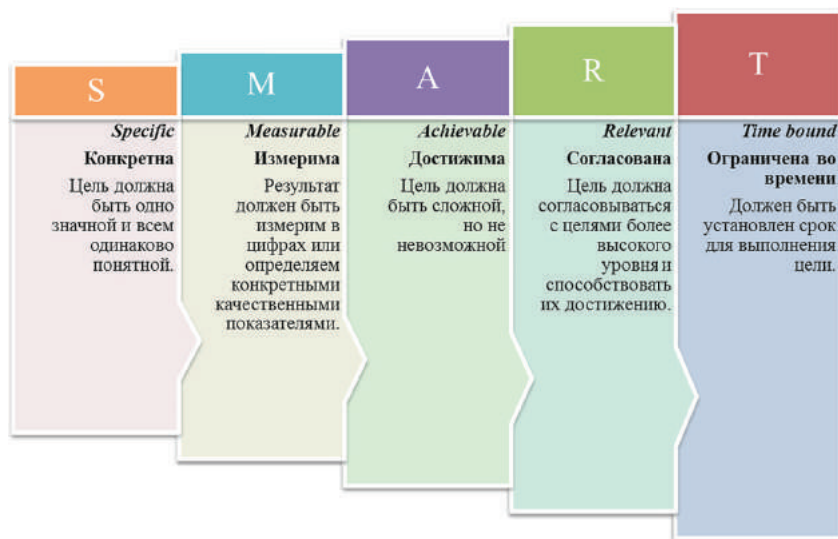 S
Specific
Конкретна
Цель должна
быть одно
значной и всем
одинаково
понятной.
M
Measurable
Измерима
Результат
должен быть
измерим в
цифрах или
определяем
конкретными
качественными
показателями.
A
Achievable
Достижима
Цель должна
быть сложной,
но не
невозможной
R
Relevant
Согласована
Цель должна
согласовываться
с целями более
высокого
уровня и
способствовать
их достижению.
T
Time bound
Ограничена во
времени
Должен быть
установлен срок
для выполнения
цели.